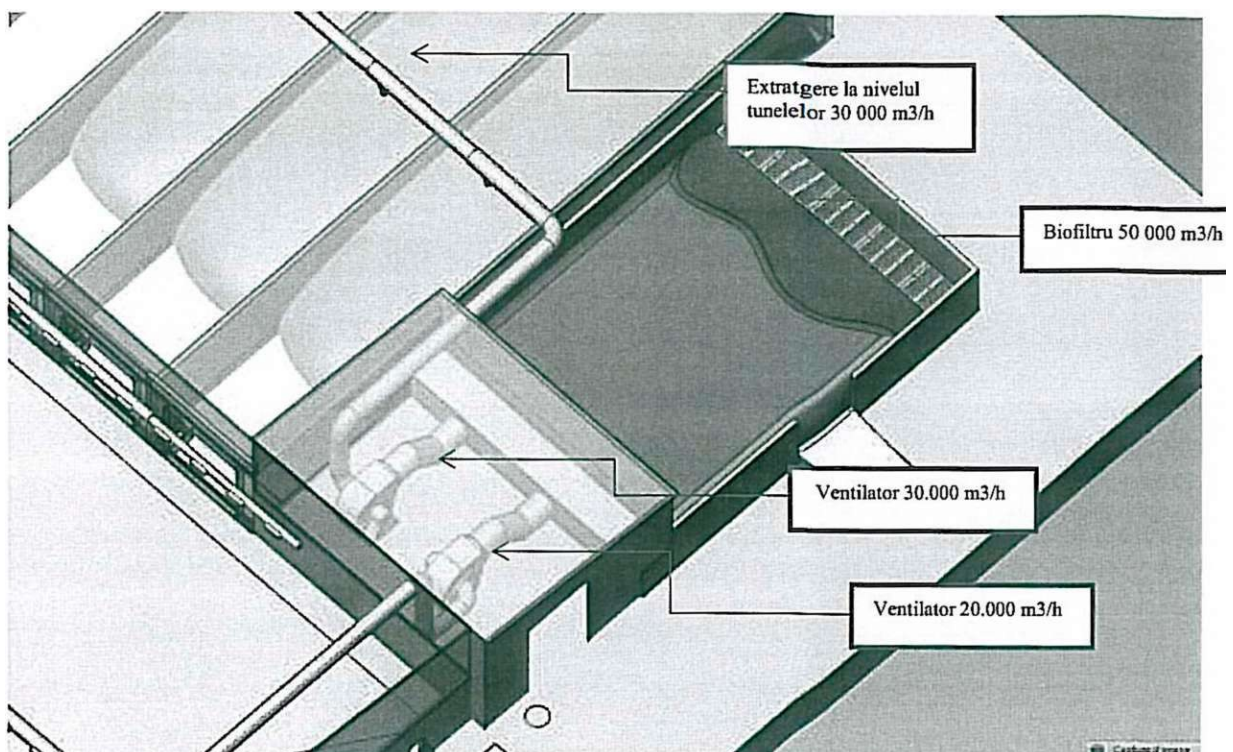 Extratgere la nivelul
tunelelor 30 000 m3/h
Biofiltru 50 000 m3/h
Ventilator 30.000 m3/h
Ventilator 20.000 m3/h